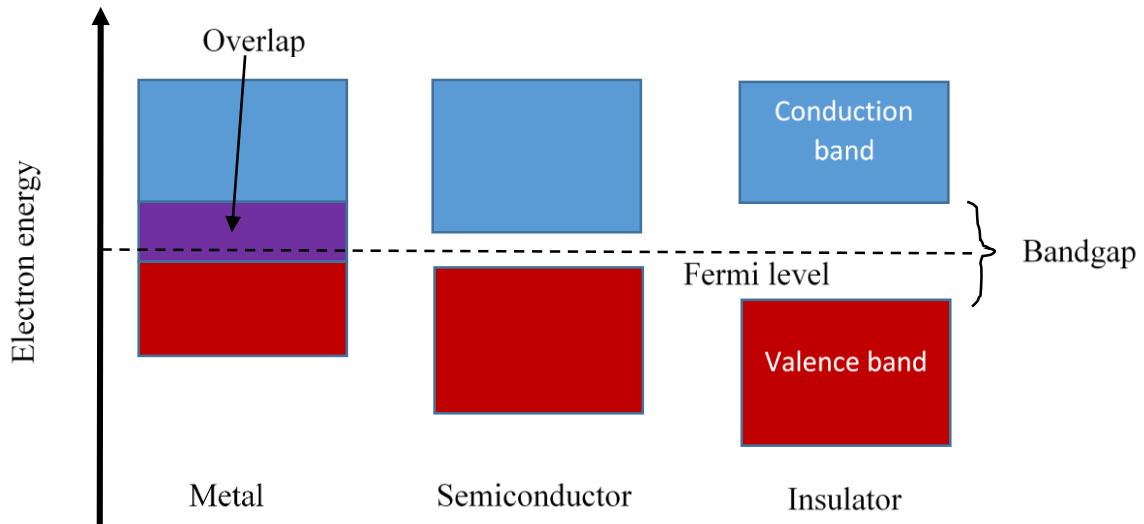 Overlap
Conduction
band
Electron energy
Bandgap
Fermi level
Valence band
Metal
Semiconductor
Insulator